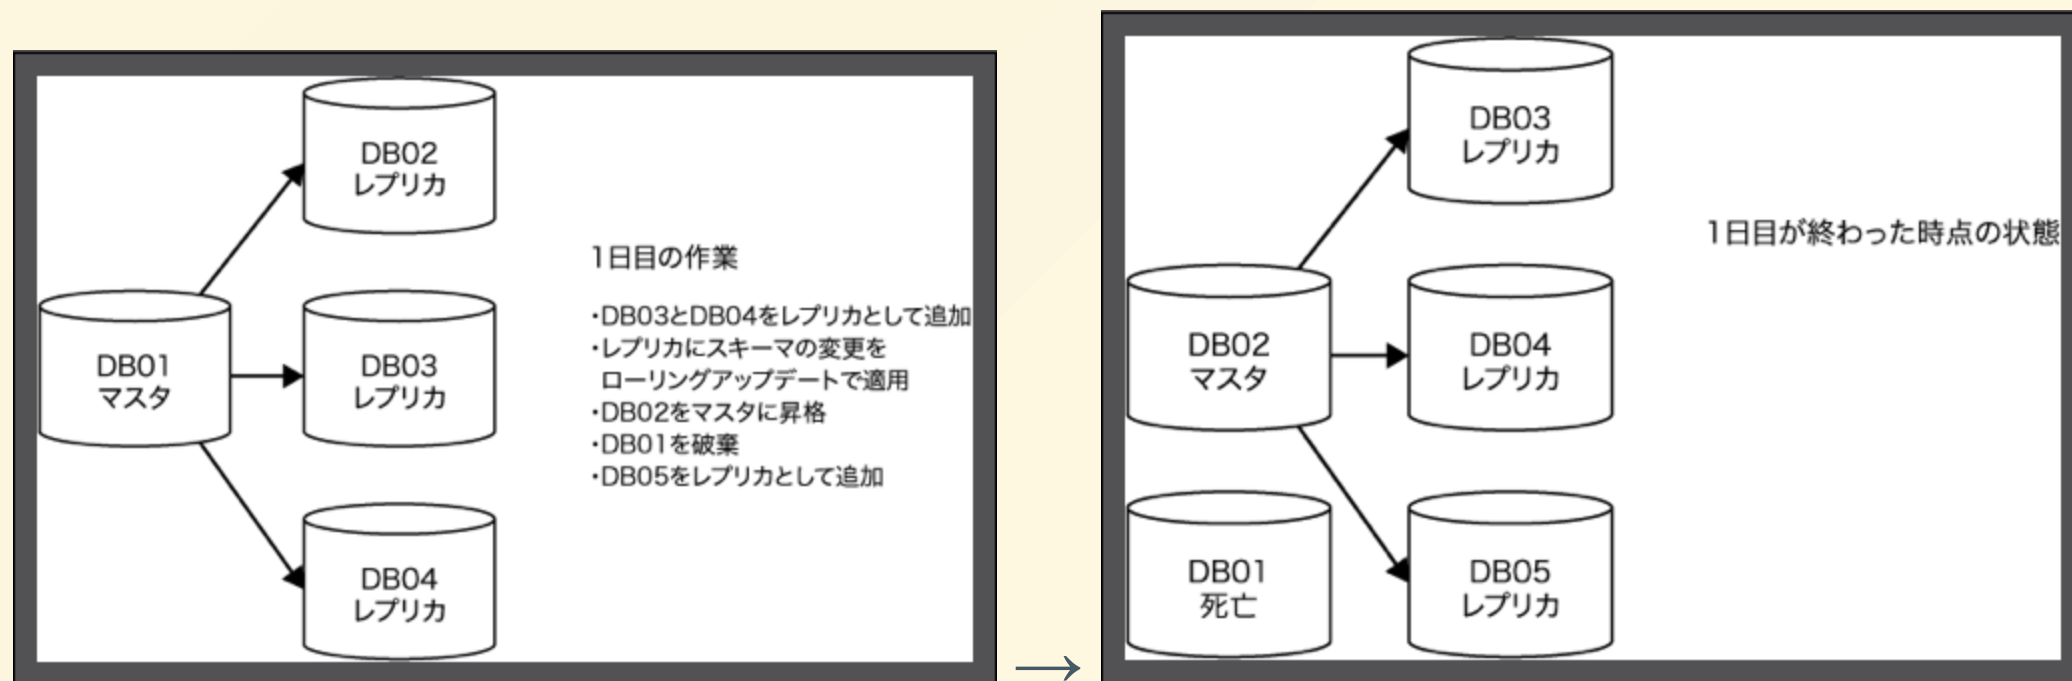 DB02
レプリカ
DB01
マスタ
DB03
レプリカ
DB04
レプリカ
1日目の作業
・DB03とDB04をレプリカとして追加
・レプリカにスキーマの変更を
ローリングアップデートで適用
・DB02をマスタに昇格
・DB01を破棄
・DB05をレプリカとして追加
→
DB03
レプリカ
1日目が終わった時点の状態
DB02
マスタ
DB04
レプリカ
DB01
死亡
DB05
レプリカ